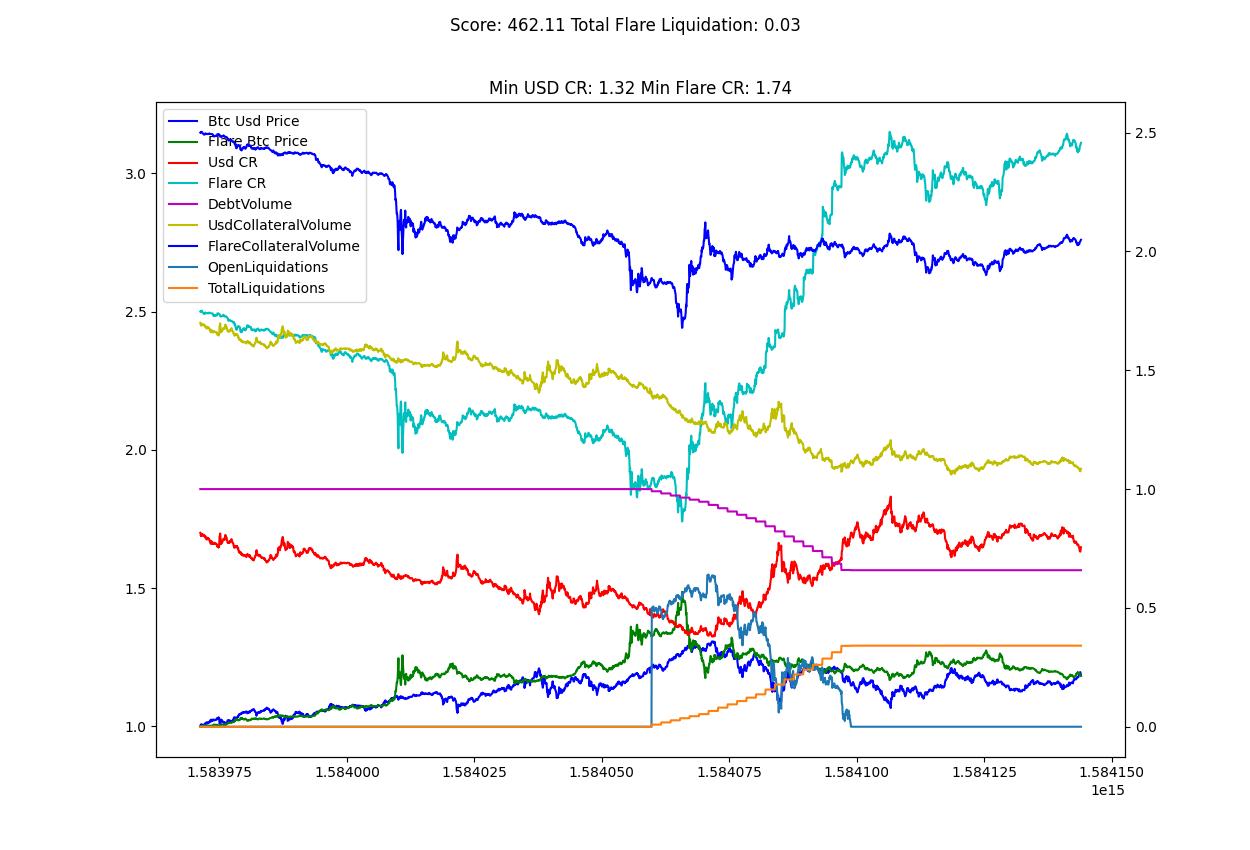 Score: 462.11 Total Flare Liquidation: 0.03
Min USD CR: 1.32 Min Flare CR: 1.74
Btc Usd Price
Flare Btc Price
Usd CR
Flare CR
DebtVolume
UsdCollateralVolume
FlareCollateralVolume
OpenLiquidations
TotalLiquidations
3.0
2.5
2.0
1.5
1.0
2.5
2.0
1.5
1.0
0.5
0.0
1.583975 1.584000 1.584025 1.584050 1.584075 1.584100 1.584125 1.584150
1e15